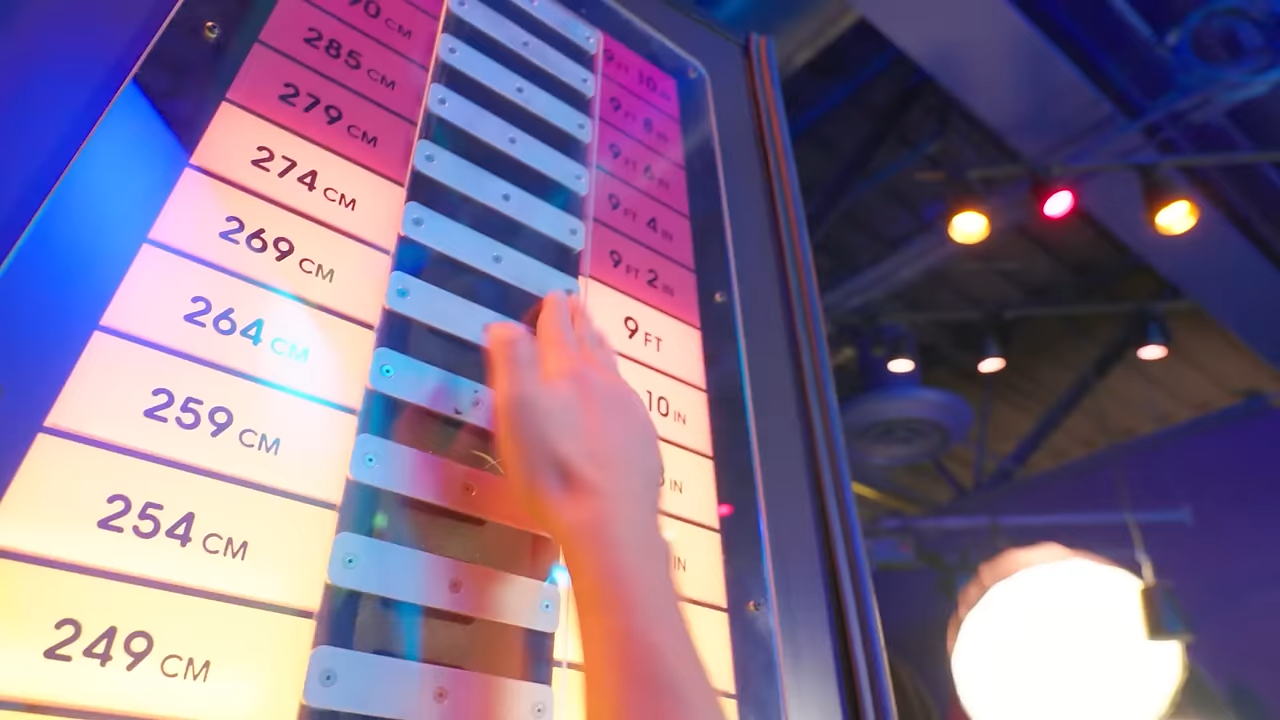 90 CM
285 CM
279 CM
274 CM
269 CM
264 CM
259 CM
254 CM
249 CM
9 FT 10 IN
9 FT 8 IN
9 FT 6 IN
9 FT 4 IN
9 FT 2 IN
9 FT
10 IN
IN
IN